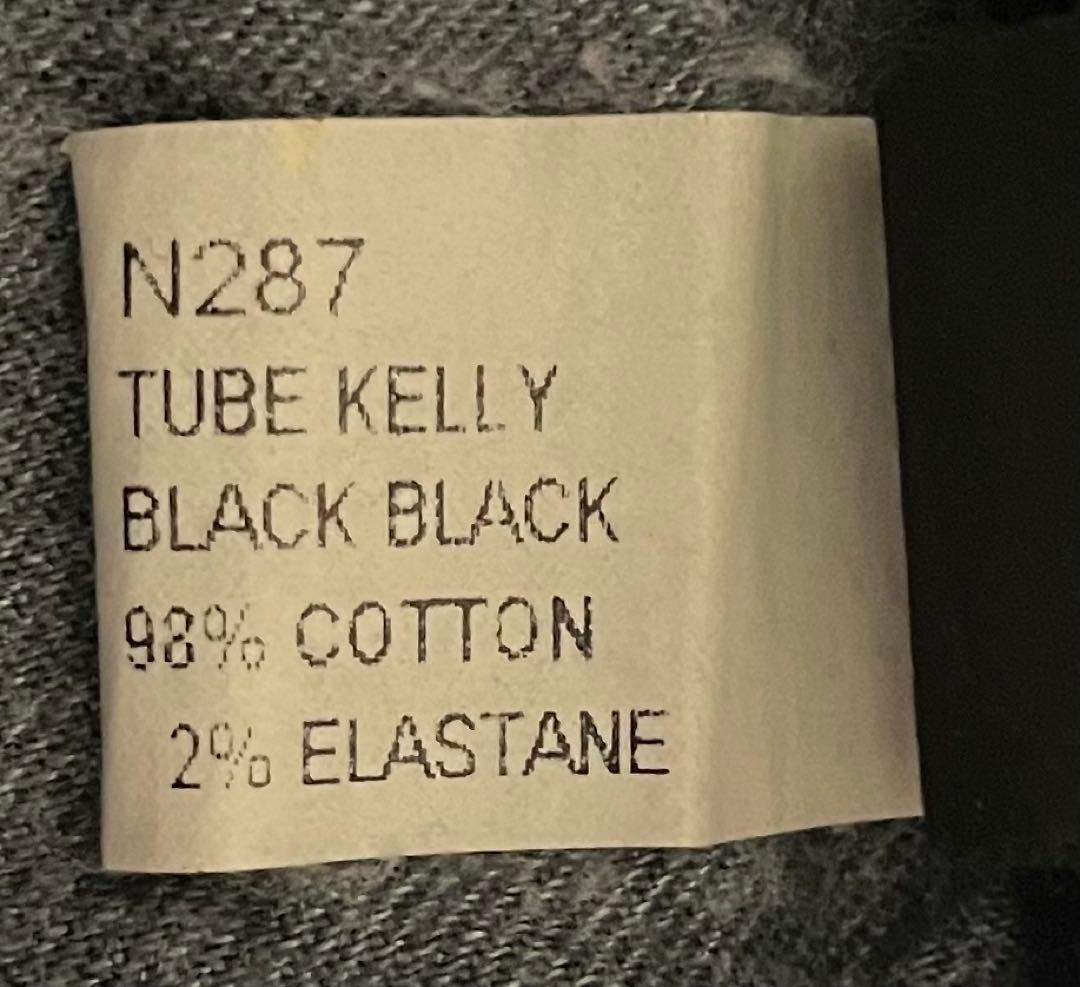 N287
TUBE KELLY
BLACK BLACK
98% COTTON
2% ELASTANE